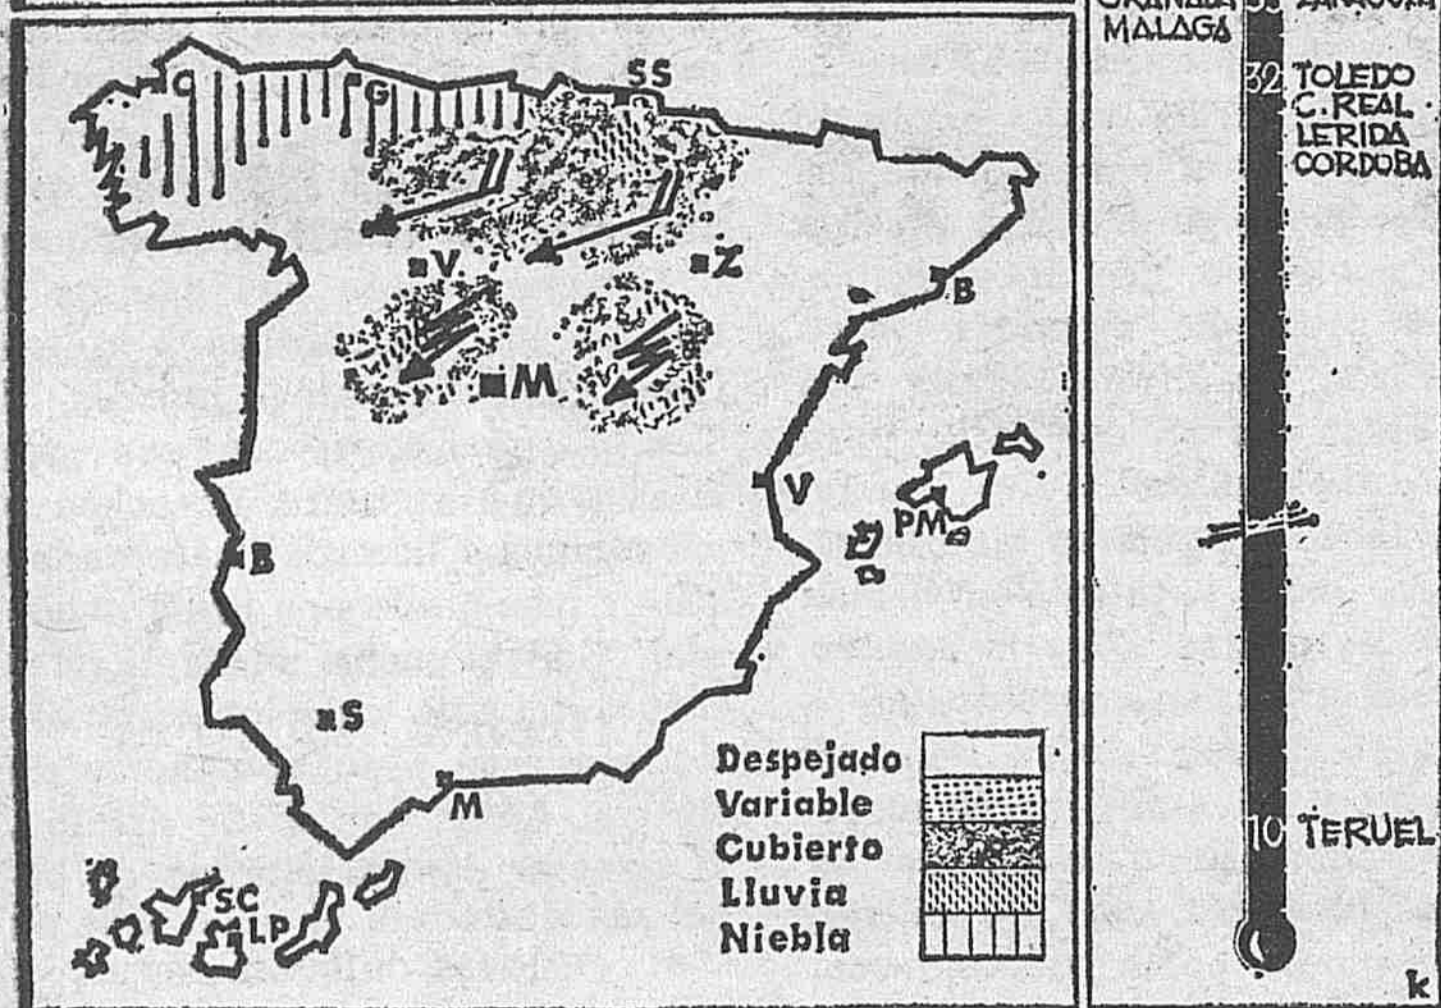 MALAGA
32
TOLEDO
C. REAL
LERIDA
CORDOBA
C
G
SS
V
Z
B
M
V
PM
B
S
M
SC
LP
Despejado
Variable
Cubierto
Lluvia
Niebla
10
TERUEL
k